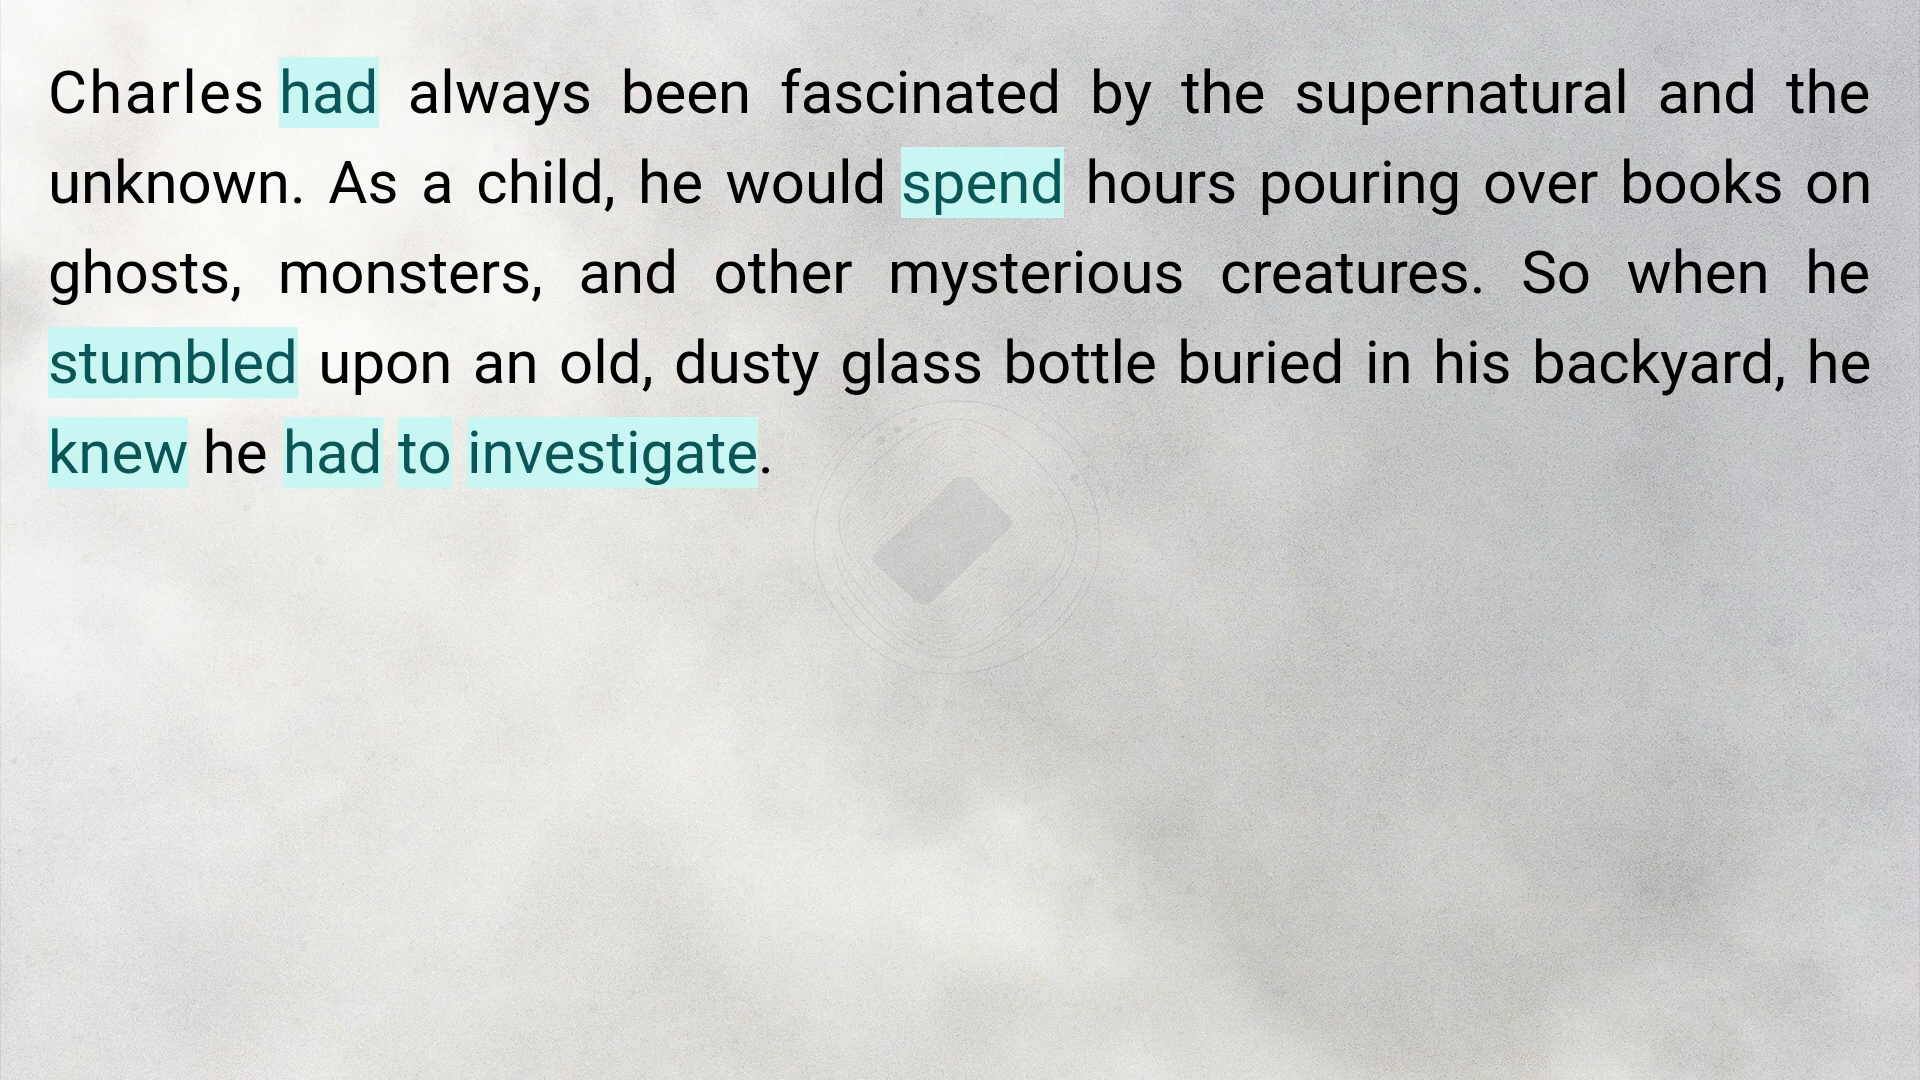 Charles had always been fascinated by the supernatural and the
unknown. As a child, he would spend hours pouring over books on
ghosts, monsters, and other mysterious creatures. So when he
stumbled upon an old, dusty glass bottle buried in his backyard, he
knew he had to investigate.